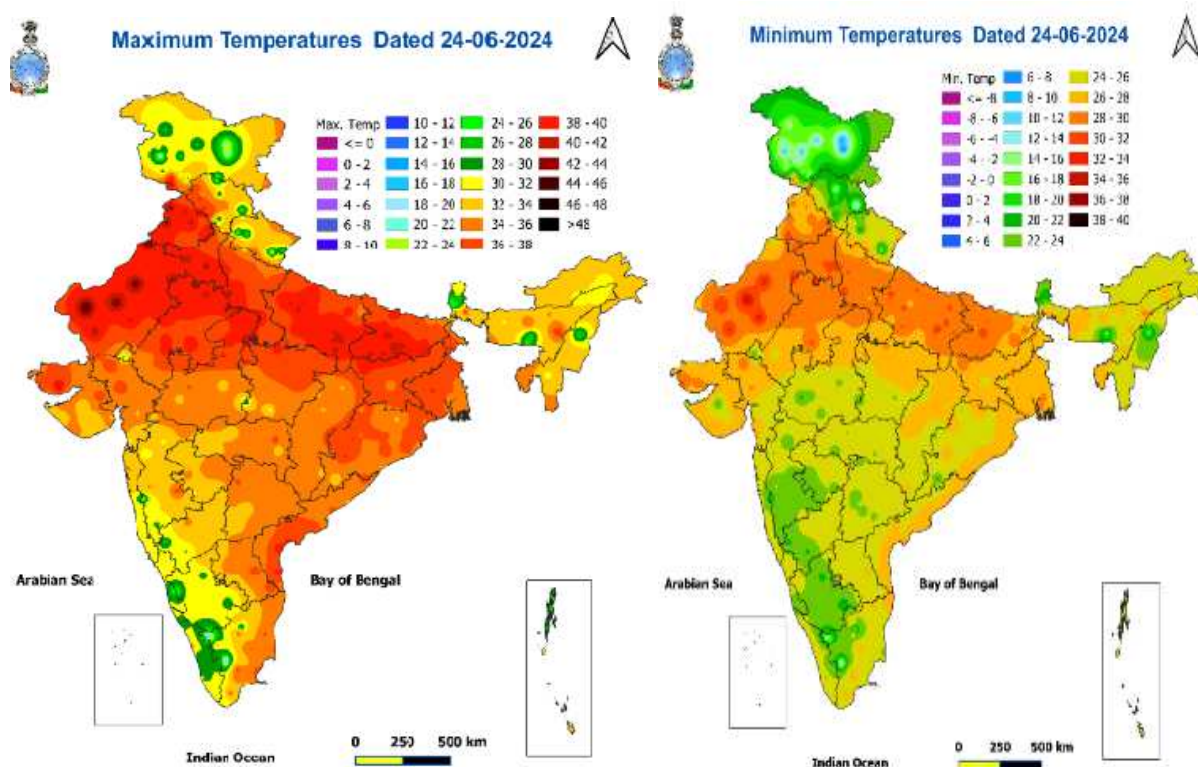 Maximum Temperatures Dated 24-06-2024
Max. Temp
<= 0
0 - 2
2 - 4
4 - 6
6 - 8
8 - 10
10 - 12
12 - 14
14 - 16
16 - 18
18 - 20
20 - 22
22 - 24
24 - 26
26 - 28
28 - 30
30 - 32
32 - 34
34 - 36
36 - 38
38 - 40
40 - 42
42 - 44
44 - 46
46 - 48
>48
Arabian Sea
Bay of Bengal
Indian Ocean
0 250 500 km
Minimum Temperatures Dated 24-06-2024
Min. Temp
<= -8
-8 - -6
-6 - -4
-4 - -2
-2 - 0
0 - 2
2 - 4
4 - 6
6 - 8
8 - 10
10 - 12
12 - 14
14 - 16
16 - 18
18 - 20
20 - 22
22 - 24
24 - 26
26 - 28
28 - 30
30 - 32
32 - 34
34 - 36
36 - 38
38 - 40
Arabian Sea
Bay of Bengal
Indian Ocean
0 250 500 km